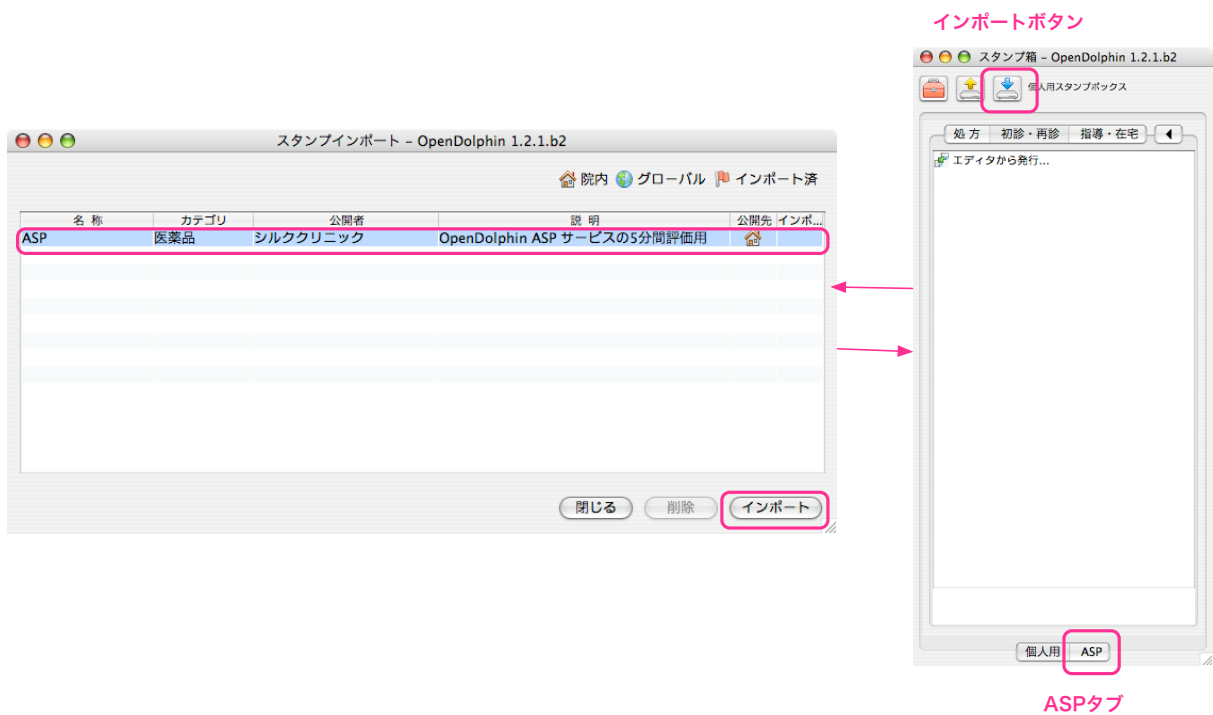 インポートボタン
スタンプ箱 – OpenDolphin 1.2.1.b2
個人用スタンプボックス
処 方 初診・再診 指導・在宅
エディタから発行...
スタンプインポート – OpenDolphin 1.2.1.b2
院内 グローバル インポート済
名 称 カテゴリ 公開者 説 明 公開先 インポ...
ASP 医薬品 シルククリニック OpenDolphin ASP サービスの5分間評価用
閉じる 削除 インポート
個人用 ASP
ASPタブ